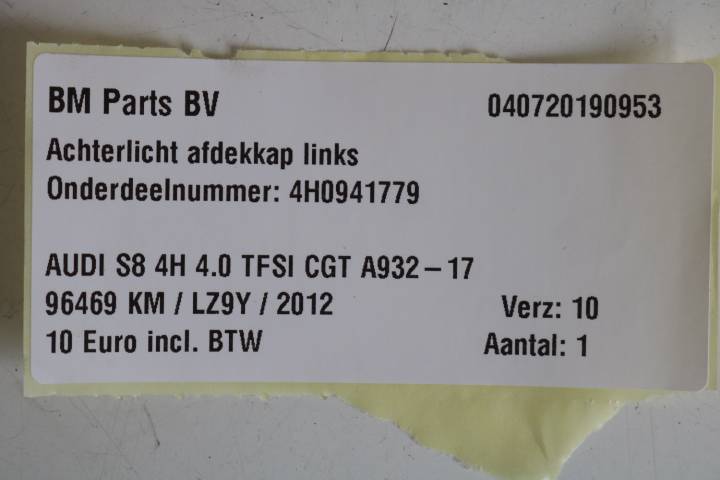 BM Parts BV 040720190953
Achterlicht afdekkap links
Onderdeelnummer: 4H0941779
AUDI S8 4H 4.0 TFSI CGT A932-17
96469 KM / LZ9Y / 2012 Verz: 10
10 Euro incl. BTW Aantal: 1